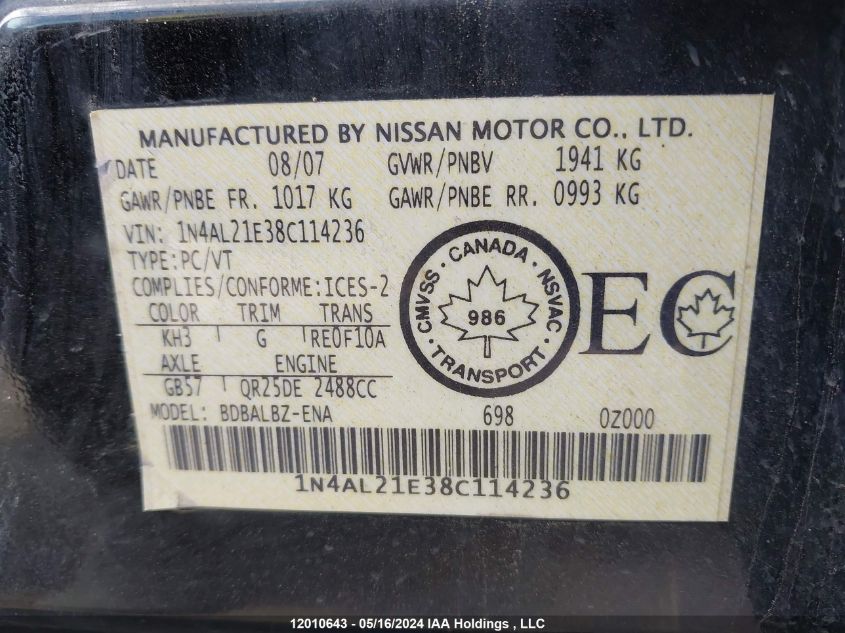 MANUFACTURED BY NISSAN MOTOR CO., LTD.
DATE 08/07 GVWR/PNBV 1941 KG
GAWR/PNBE FR. 1017 KG GAWR/PNBE RR. 0993 KG
VIN: 1N4AL21E38C114236
TYPE:PC/VT
COMPLIES/CONFORME:ICES-2
COLOR TRIM TRANS
KH3 G RE0F10A
AXLE ENGINE
GB57 QR25DE 2488CC
MODEL: BDBALBZ-ENA 698 0Z000
CMVSS · CANADA · NSVAC · TRANSPORT ·
986
EC
1N4AL21E38C114236
12010643 - 05/16/2024 IAA Holdings , LLC